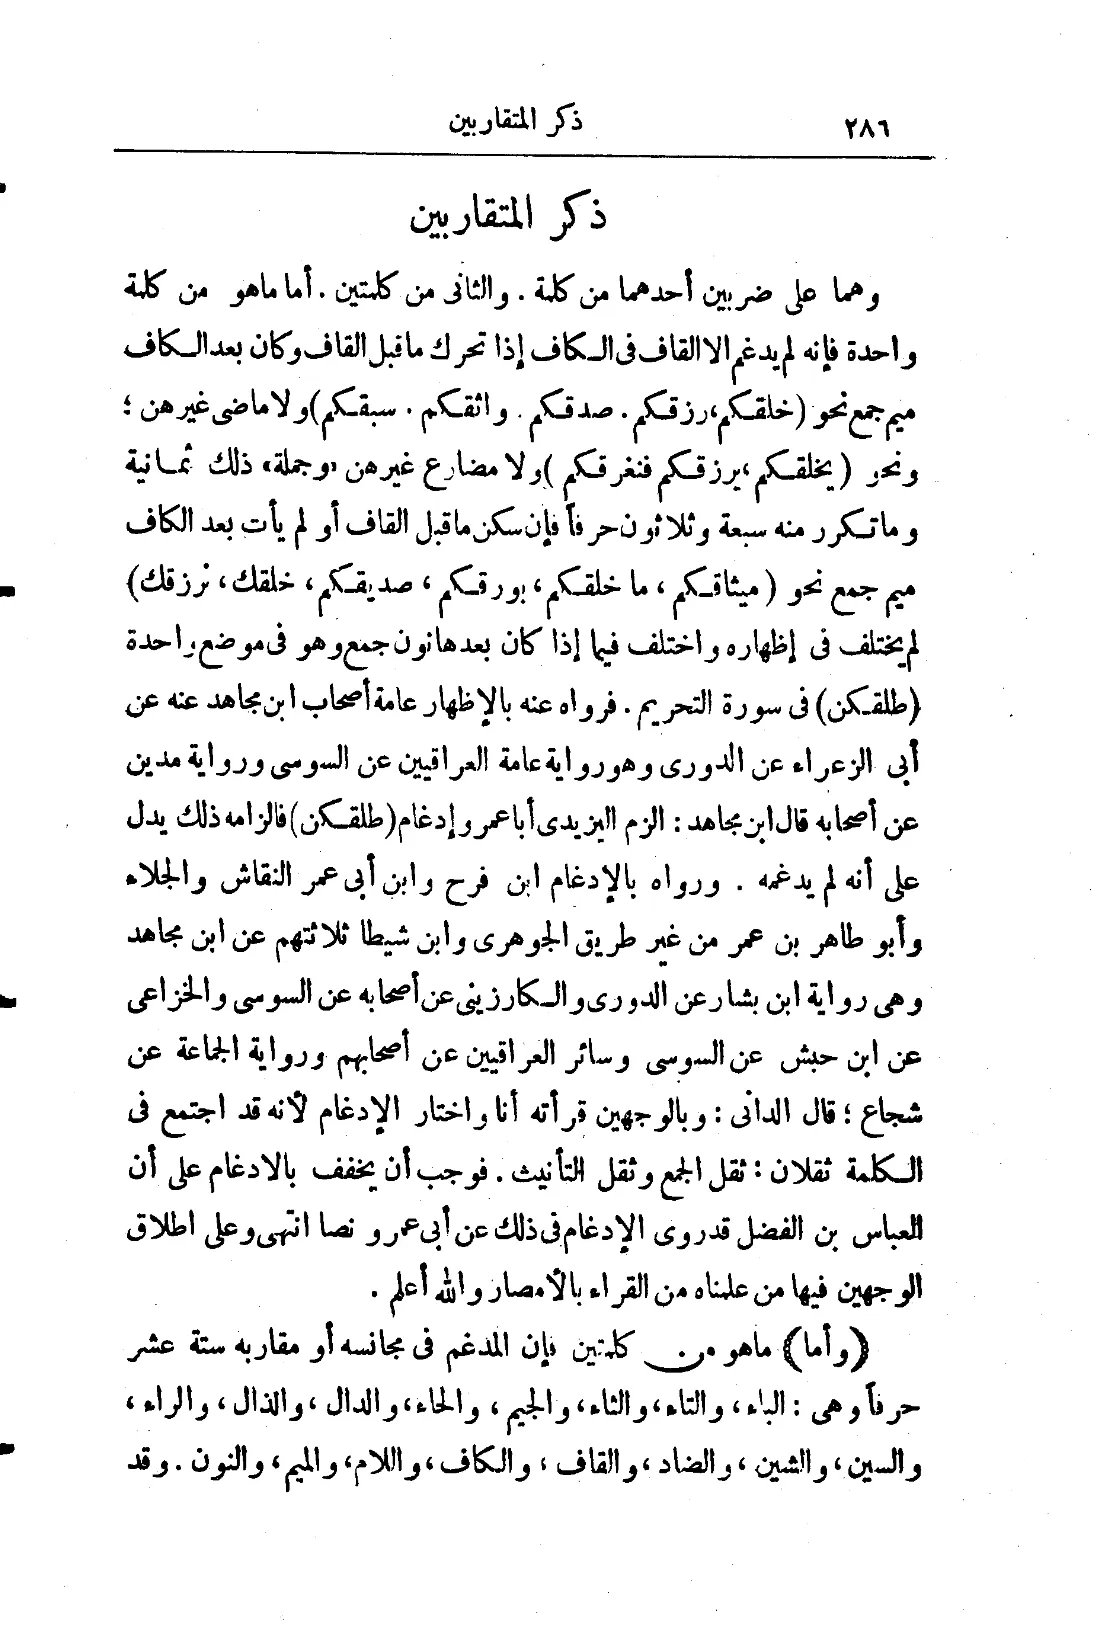 ٢٨٦ ذكر المتقاربين
ذكر المتقاربين
وهما على ضربين أحدهما من كلمة . والثانى من كلمتين . أما ماهو من كلمة
واحدة فإنه لم يدغم الا القاف فى الكاف إذا تحرك ماقبل القاف وكان بعد الكاف
ميم جمع نحو (خلقكم، رزقكم . صدقكم . واثقكم . سبقكم) ولا ماضى غيرهن ؛
ونحو (يخلقكم، يرزقكم فنغرقكم) ولا مضارع غيرهن «وجملة» ذلك ثمانية
وماتكرر منه سبعة وثلاثون حرفاً فإن سكن ماقبل القاف أو لم يأت بعد الكاف
ميم جمع نحو (ميثاقكم ، ما خلقكم، بورقكم ، صديقكم، خلقك، نرزقك)
لم يختلف فى إظهاره واختلف فيما إذا كان بعدها نون جمع وهو فى موضع واحدة
(طلقكن) فى سورة التحريم . فرواه عنه بالإظهار عامة أصحاب ابن مجاهد عنه عن
أبى الزعراء عن الدورى وهو رواية عامة العراقيين عن السوسى ورواية مدين
عن أصحابه قال ابن مجاهد : الزم اليزيدى أبا عمرو إدغام (طلقكن) فالزامه ذلك يدل
على أنه لم يدغمه . ورواه بالإدغام ابن فرح وابن أبى عمر النقاش والجلاء
وأبو طاهر بن عمر من غير طريق الجوهرى وابن شيطا ثلاثتهم عن ابن مجاهد
وهى رواية ابن بشار عن الدورى والكارزينى عن أصحابه عن السوسى والخزاعى
عن ابن حبش عن السوسى وسائر العراقيين عن أصحابهم ورواية الجماعة عن
شجاع ؛ قال الدانى : وبالوجهين قرأته أنا واختار الإدغام لأنه قد اجتمع فى
الكلمة ثقلان : ثقل الجمع وثقل التأنيث . فوجب أن يخفف بالادغام على أن
العباس بن الفضل قد روى الإدغام فى ذلك عن أبى عمرو نصا انتهى وعلى اطلاق
الوجهين فيها من علمناه من القراء بالأمصار والله أعلم .
(وأما) ماهو من كلمتين فإن المدغم فى مجانسه أو مقاربه ستة عشر
حرفاً وهى : الباء ، والتاء، والثاء، والجيم ، والحاء، والدال ، والذال ، والراء ،
والسين ، والشين ، والضاد ، والقاف ، والكاف ، واللام، والميم، والنون . وقد